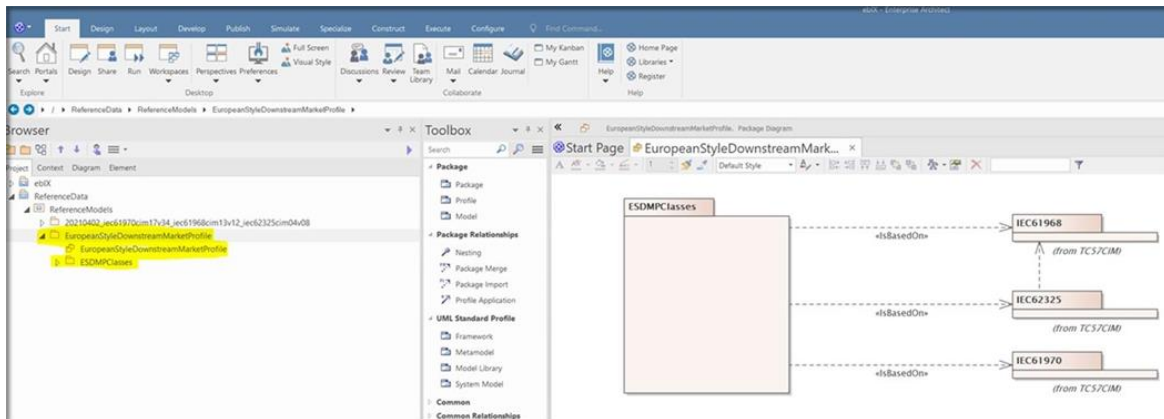 ebIX - Enterprise Architect
Start Design Layout Develop Publish Simulate Specialize Construct Execute Configure Find Command...
Search Portals Design Share Run Workspaces Perspectives Preferences Full Screen Visual Style Discussions Review Team Library Mail Calendar Journal My Kanban My Gantt Help Home Page Libraries Register
Explore Desktop Collaborate Help
/ ReferenceData ReferenceModels EuropeanStyleDownstreamMarketProfile
Browser
Project Context Diagram Element
ebIX
ReferenceData
ReferenceModels
20210402_iec61970cim17v34_iec61968cim13v12_iec62325cim04v08
EuropeanStyleDownstreamMarketProfile
EuropeanStyleDownstreamMarketProfile
ESDMPClasses
Toolbox
Search
Package
Package
Profile
Model
Package Relationships
Nesting
Package Merge
Package Import
Profile Application
UML Standard Profile
Framework
Metamodel
Model Library
System Model
Common
Common Relationships
EuropeanStyleDownstreamMarketProfile. Package Diagram
Start Page EuropeanStyleDownstreamMark... ×
1 Default Style
ESDMPClasses
«IsBasedOn»
IEC61968
(from TC57CIM)
«IsBasedOn»
IEC62325
(from TC57CIM)
«IsBasedOn»
IEC61970
(from TC57CIM)